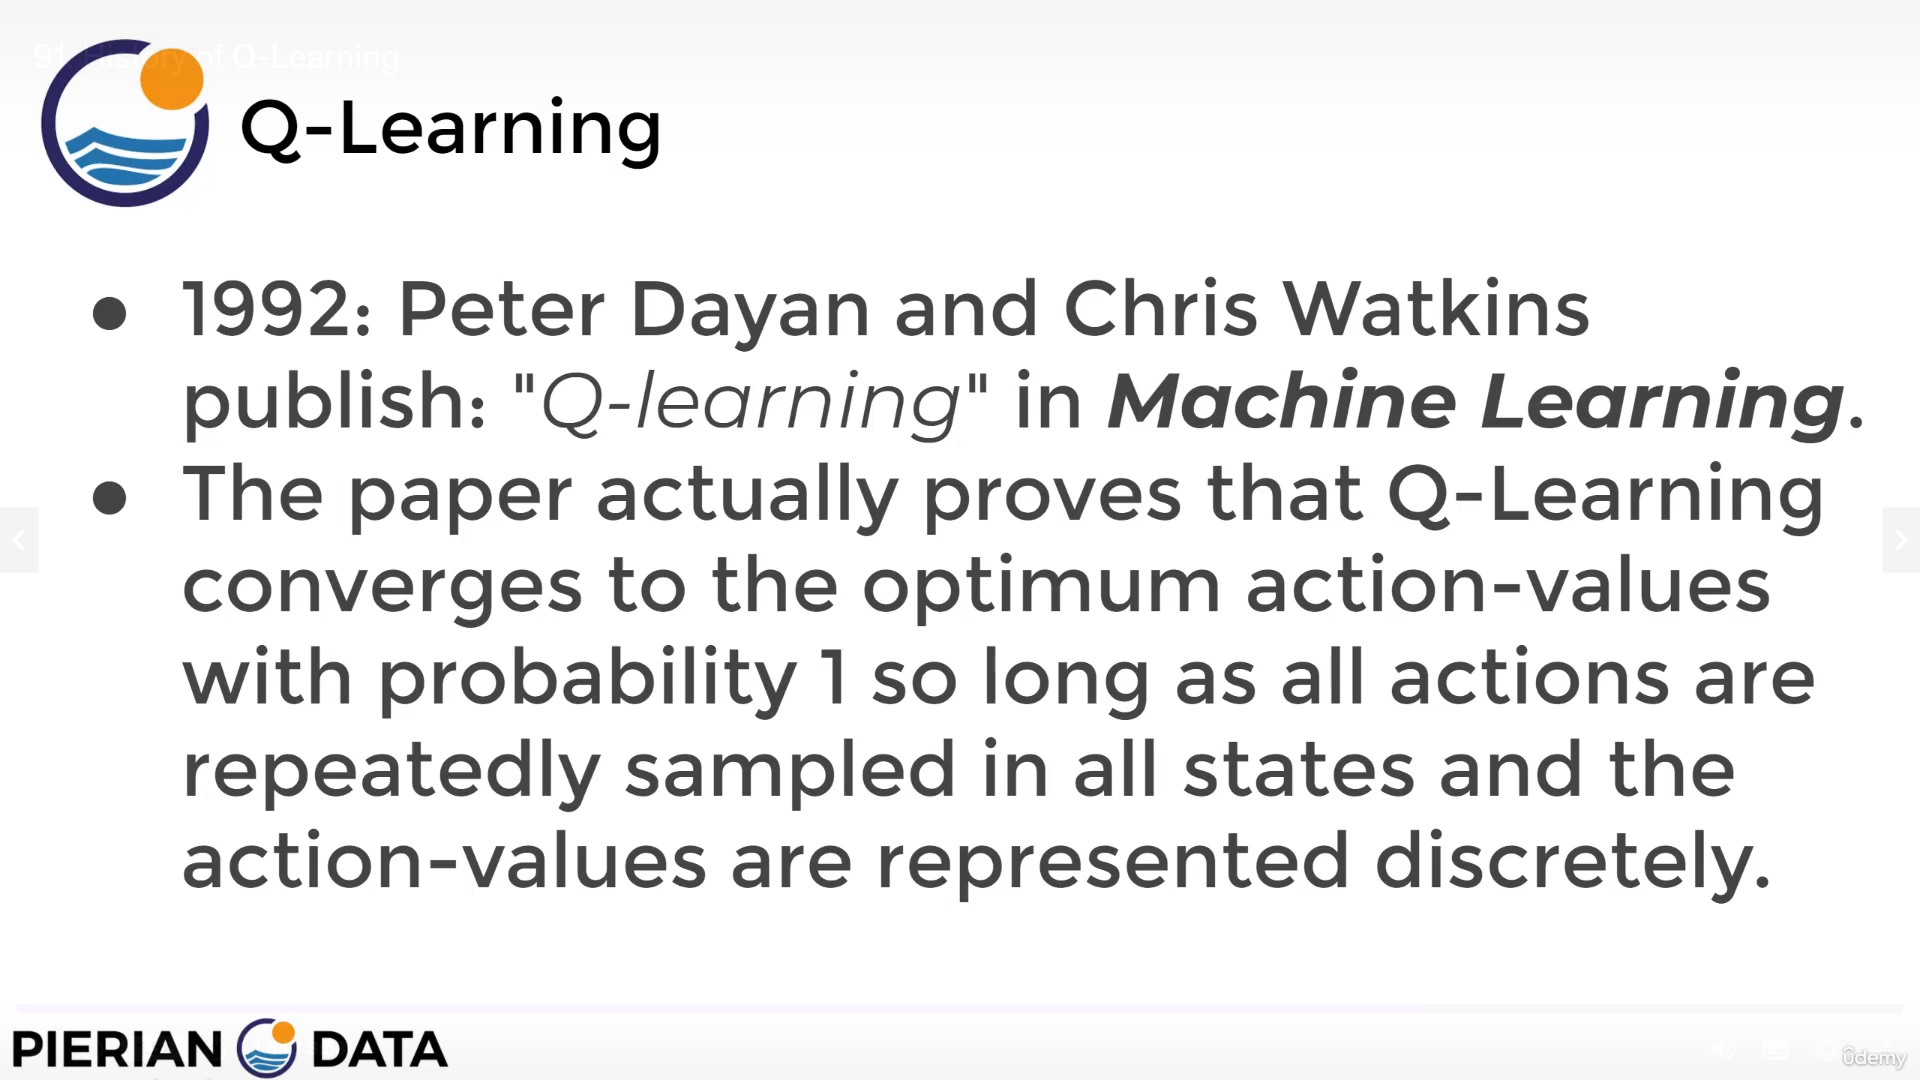 91. History of Q-Learning
Q-Learning
● 1992: Peter Dayan and Chris Watkins
publish: "Q-learning" in Machine Learning.
● The paper actually proves that Q-Learning
converges to the optimum action-values
with probability 1 so long as all actions are
repeatedly sampled in all states and the
action-values are represented discretely.
PIERIAN DATA
ûdemy